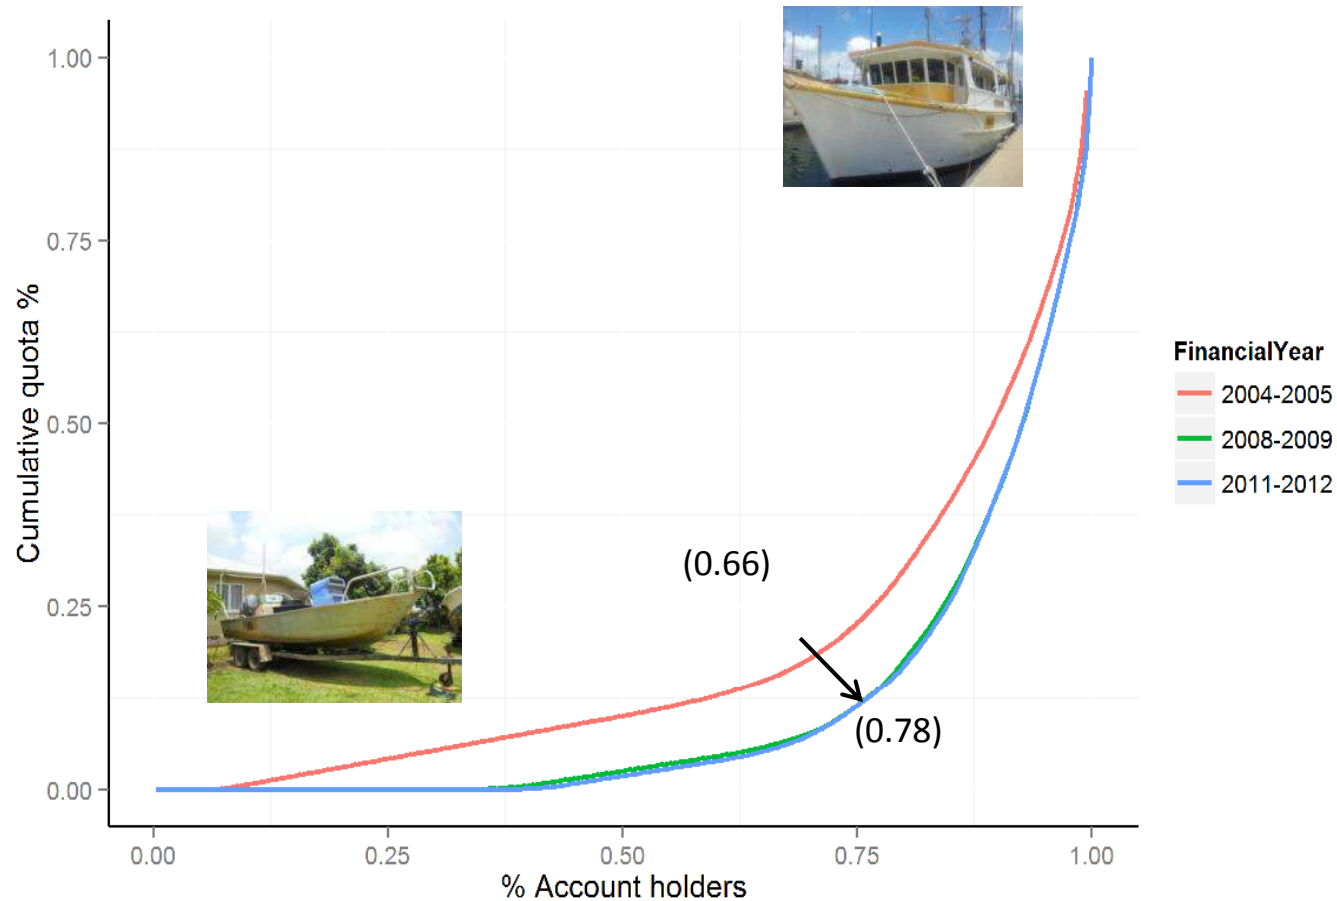 1.00
0.75
0.50
0.25
0.00
Cumulative quota %
(0.66)
(0.78)
0.00 0.25 0.50 0.75 1.00
% Account holders
FinancialYear
2004-2005
2008-2009
2011-2012